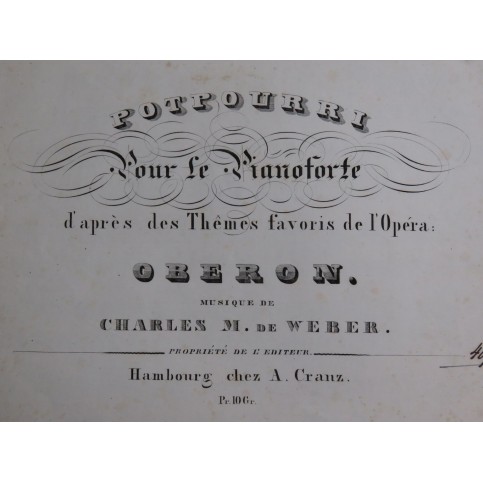 POTPOURRI
Pour le Pianoforte
d'après des Thêmes favoris de l'Opéra:
OBERON.
MUSIQUE DE
CHARLES M. DE WEBER.
PROPRIÉTÉ DE L'EDITEUR.
Hambourg chez A. Cranz.
Pr. 10 Gr.